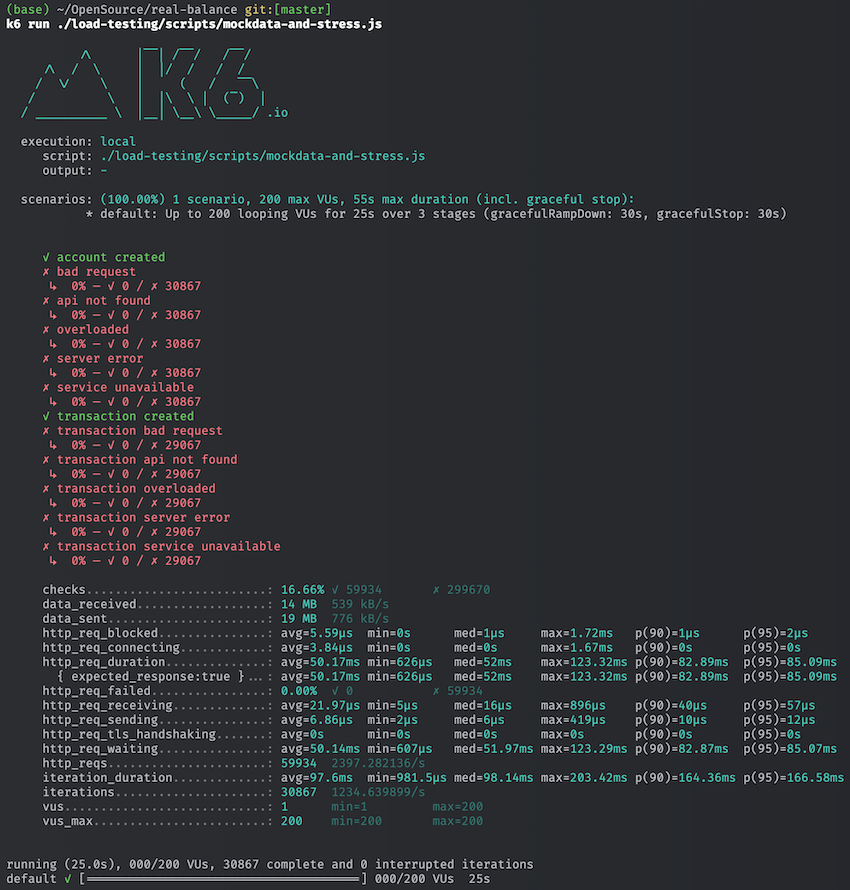 (base) ~/OpenSource/real-balance git:[master]
k6 run ./load-testing/scripts/mockdata-and-stress.js
K6
.io
execution: local
script: ./load-testing/scripts/mockdata-and-stress.js
output: -
scenarios: (100.00%) 1 scenario, 200 max VUs, 55s max duration (incl. graceful stop):
* default: Up to 200 looping VUs for 25s over 3 stages (gracefulRampDown: 30s, gracefulStop: 30s)
✓ account created
✗ bad request
↳ 0% — ✓ 0 / ✗ 30867
✗ api not found
↳ 0% — ✓ 0 / ✗ 30867
✗ overloaded
↳ 0% — ✓ 0 / ✗ 30867
✗ server error
↳ 0% — ✓ 0 / ✗ 30867
✗ service unavailable
↳ 0% — ✓ 0 / ✗ 30867
✓ transaction created
✗ transaction bad request
↳ 0% — ✓ 0 / ✗ 29067
✗ transaction api not found
↳ 0% — ✓ 0 / ✗ 29067
✗ transaction overloaded
↳ 0% — ✓ 0 / ✗ 29067
✗ transaction server error
↳ 0% — ✓ 0 / ✗ 29067
✗ transaction service unavailable
↳ 0% — ✓ 0 / ✗ 29067
checks.........................: 16.66% ✓ 59934 ✗ 299670
data_received..................: 14 MB 539 kB/s
data_sent......................: 19 MB 776 kB/s
http_req_blocked...............: avg=5.59µs min=0s med=1µs max=1.72ms p(90)=1µs p(95)=2µs
http_req_connecting............: avg=3.84µs min=0s med=0s max=1.67ms p(90)=0s p(95)=0s
http_req_duration..............: avg=50.17ms min=626µs med=52ms max=123.32ms p(90)=82.89ms p(95)=85.09ms
{ expected_response:true }...: avg=50.17ms min=626µs med=52ms max=123.32ms p(90)=82.89ms p(95)=85.09ms
http_req_failed................: 0.00% ✓ 0 ✗ 59934
http_req_receiving.............: avg=21.97µs min=5µs med=16µs max=896µs p(90)=40µs p(95)=57µs
http_req_sending...............: avg=6.86µs min=2µs med=6µs max=419µs p(90)=10µs p(95)=12µs
http_req_tls_handshaking.......: avg=0s min=0s med=0s max=0s p(90)=0s p(95)=0s
http_req_waiting...............: avg=50.14ms min=607µs med=51.97ms max=123.29ms p(90)=82.87ms p(95)=85.07ms
http_reqs......................: 59934 2397.282136/s
iteration_duration.............: avg=97.6ms min=981.5µs med=98.14ms max=203.42ms p(90)=164.36ms p(95)=166.58ms
iterations.....................: 30867 1234.639899/s
vus............................: 1 min=1 max=200
vus_max........................: 200 min=200 max=200
running (25.0s), 000/200 VUs, 30867 complete and 0 interrupted iterations
default ✓ [======================================] 000/200 VUs 25s